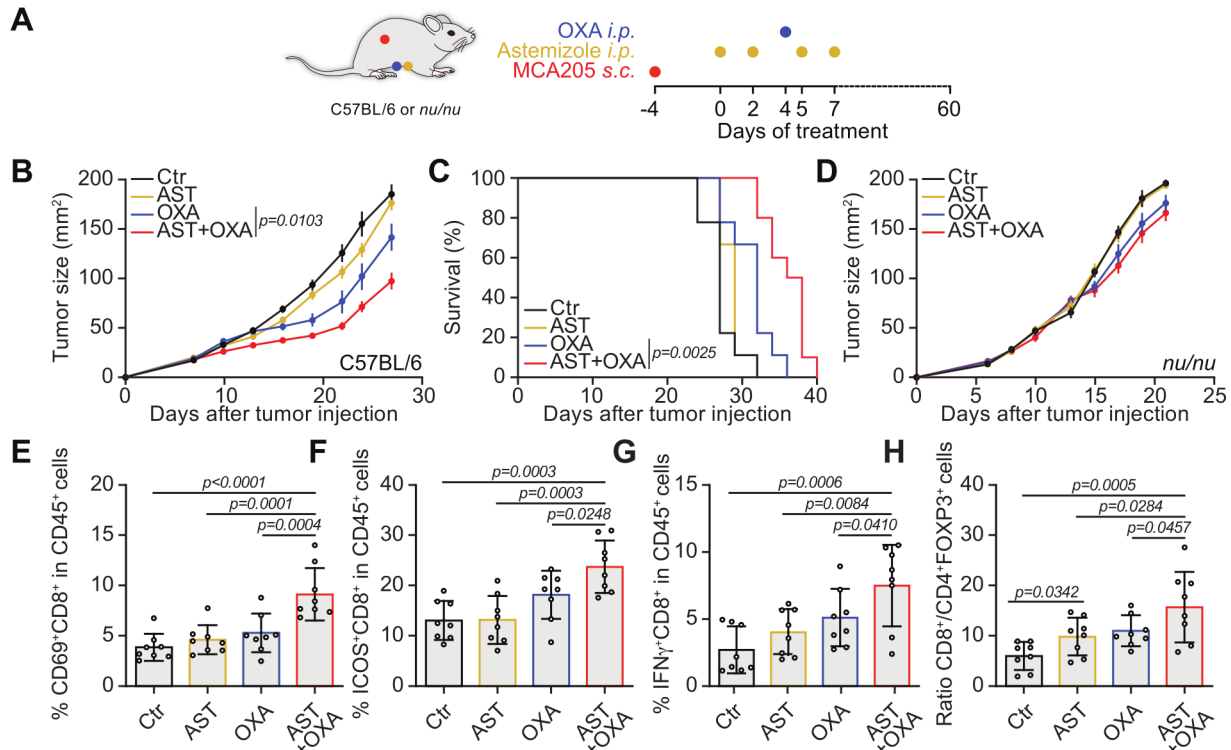 A
OXA i.p.
Astemizole i.p.
MCA205 s.c.
C57BL/6 or nu/nu
-4 0 2 4 5 7 60
Days of treatment
B
Ctr
AST
OXA
AST+OXA
p=0.0103
Tumor size (mm²)
200
150
100
50
0
0 10 20 30
C57BL/6
Days after tumor injection
C
Survival (%)
100
80
60
40
20
0
Ctr
AST
OXA
AST+OXA
p=0.0025
0 10 20 30 40
Days after tumor injection
D
Ctr
AST
OXA
AST+OXA
Tumor size (mm²)
200
150
100
50
0
nu/nu
0 5 10 15 20 25
Days after tumor injection
E
% CD69⁺CD8⁺ in CD45⁺ cells
20
15
10
5
0
p<0.0001
p=0.0001
p=0.0004
Ctr
AST
OXA
AST
+OXA
F
% ICOS⁺CD8⁺ in CD45⁺ cells
40
30
20
10
0
p=0.0003
p=0.0003
p=0.0248
Ctr
AST
OXA
AST
+OXA
G
% IFNγ⁺CD8⁺ in CD45⁺ cells
15
10
5
0
p=0.0006
p=0.0084
p=0.0410
Ctr
AST
OXA
AST
+OXA
H
Ratio CD8⁺/CD4⁺FOXP3⁺ cells
40
30
20
10
0
p=0.0005
p=0.0284
p=0.0457
p=0.0342
Ctr
AST
OXA
AST
+OXA